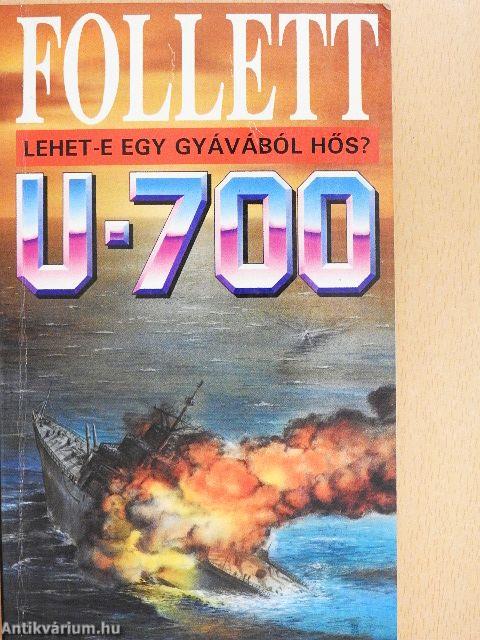 FOLLETT
LEHET-E EGY GYÁVÁBÓL HŐS?
U-700
Antikvárium.hu